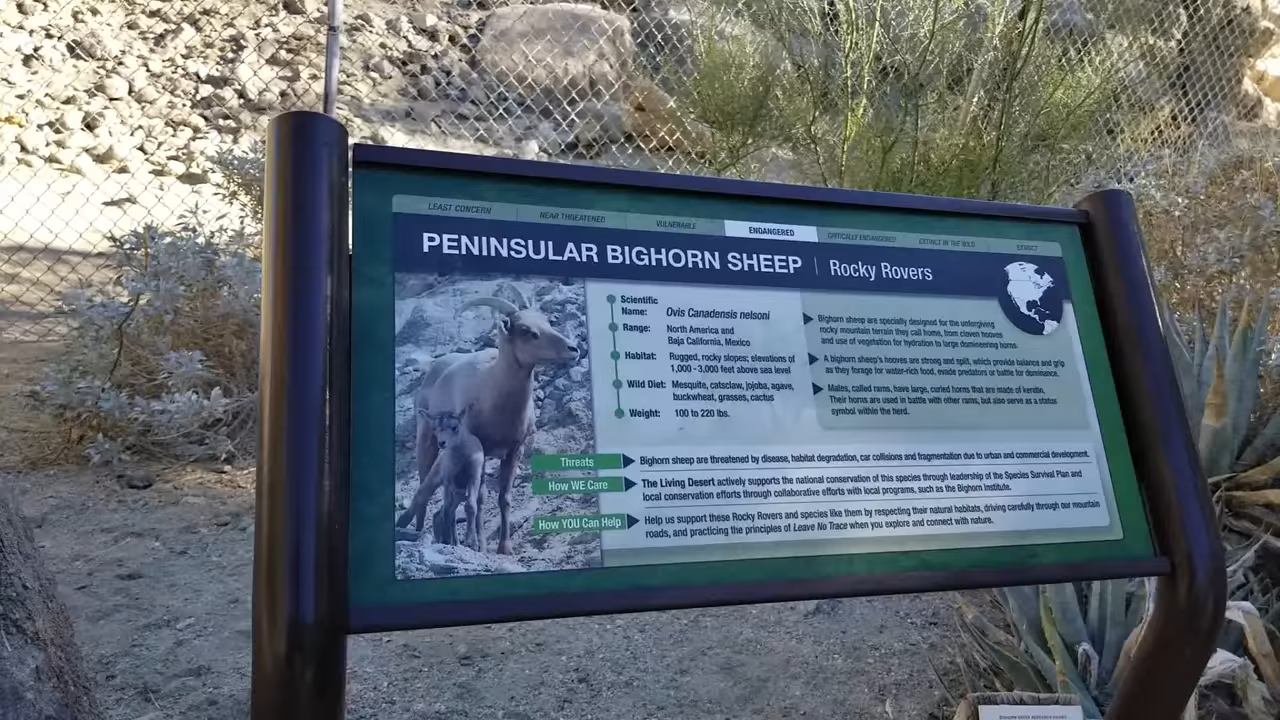 LEAST CONCERN
NEAR THREATENED
VULNERABLE
ENDANGERED
CRITICALLY ENDANGERED
EXTINCT IN THE WILD
EXTINCT
PENINSULAR BIGHORN SHEEP | Rocky Rovers
Scientific
Name: Ovis Canadensis nelsoni
Range: North America and
Baja California, Mexico
Habitat: Rugged, rocky slopes; elevations of
1,000 - 3,000 feet above sea level
Wild Diet: Mesquite, catsclaw, jojoba, agave,
buckwheat, grasses, cactus
Weight: 100 to 220 lbs.
Bighorn sheep are specially designed for the unforgiving
rocky mountain terrain they call home, from cloven hooves
and use of vegetation for hydration to large domineering horns.
A bighorn sheep's hooves are strong and split, which provide balance and grip
as they forage for water-rich food, evade predators or battle for dominance.
Males, called rams, have large, curled horns that are made of keratin.
Their horns are used in battle with other rams, but also serve as a status
symbol within the herd.
Threats
Bighorn sheep are threatened by disease, habitat degradation, car collisions and fragmentation due to urban and commercial development.
How WE Care
The Living Desert actively supports the national conservation of this species through leadership of the Species Survival Plan and
local conservation efforts through collaborative efforts with local programs, such as the Bighorn Institute.
How YOU Can Help
Help us support these Rocky Rovers and species like them by respecting their natural habitats, driving carefully through our mountain
roads, and practicing the principles of Leave No Trace when you explore and connect with nature.